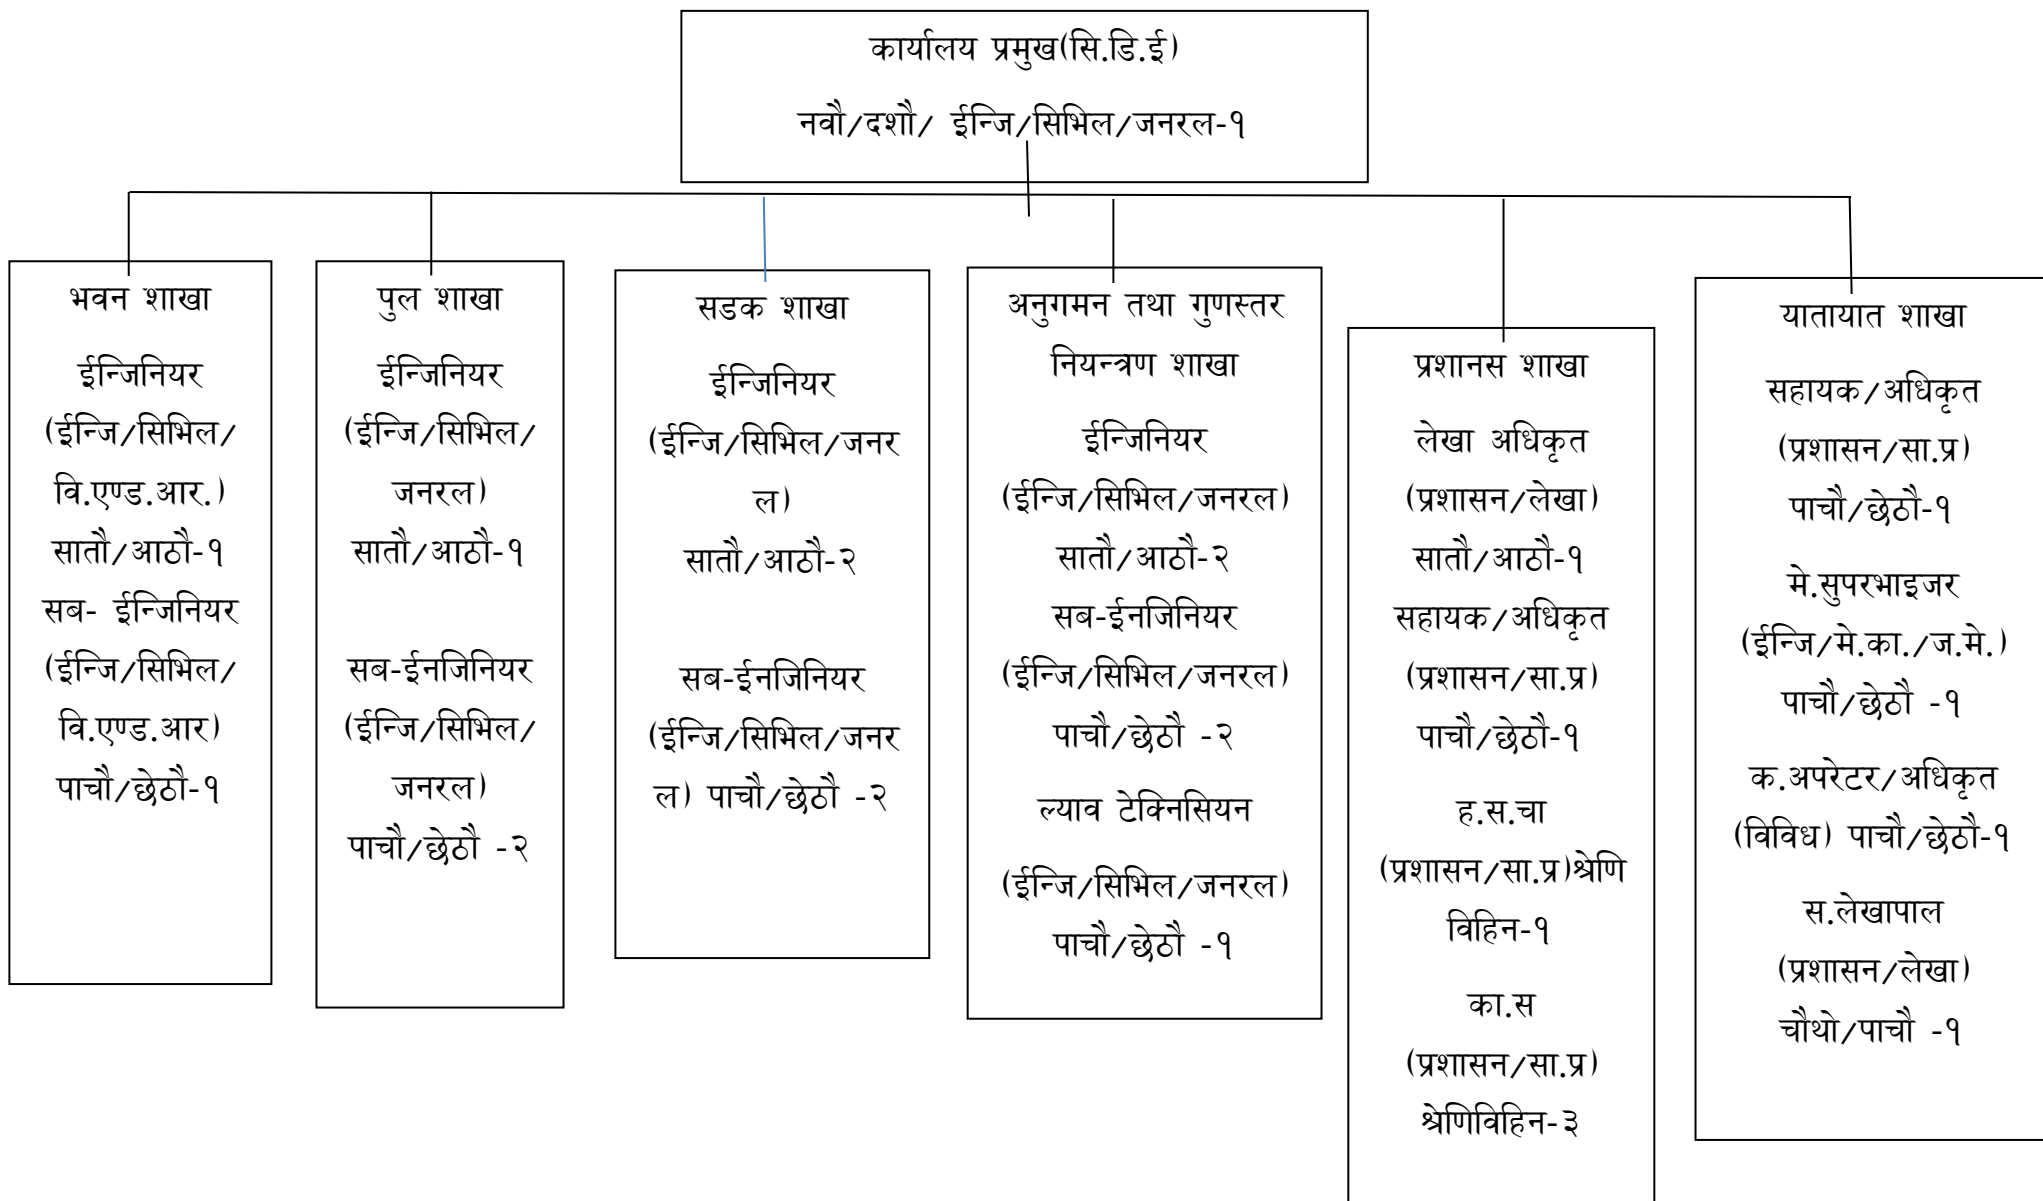 कार्यालय प्रमुख(सि.डि.ई)
नवौ/दशौ/ ईन्जि/सिभिल/जनरल-१
भवन शाखा
ईन्जिनियर
(ईन्जि/सिभिल/
वि.एण्ड.आर.)
सातौ/आठौ-१
सब- ईन्जिनियर
(ईन्जि/सिभिल/
वि.एण्ड.आर)
पाचौ/छेठौ-१
पुल शाखा
ईन्जिनियर
(ईन्जि/सिभिल/
जनरल)
सातौ/आठौ-१
सब-ईनजिनियर
(ईन्जि/सिभिल/
जनरल)
पाचौ/छेठौ -२
सडक शाखा
ईन्जिनियर
(ईन्जि/सिभिल/जनर
ल)
सातौ/आठौ-२
सब-ईनजिनियर
(ईन्जि/सिभिल/जनर
ल) पाचौ/छेठौ -२
अनुगमन तथा गुणस्तर
नियन्त्रण शाखा
ईन्जिनियर
(ईन्जि/सिभिल/जनरल)
सातौ/आठौ-२
सब-ईनजिनियर
(ईन्जि/सिभिल/जनरल)
पाचौ/छेठौ -२
ल्याव टेक्निसियन
(ईन्जि/सिभिल/जनरल)
पाचौ/छेठौ -१
प्रशानस शाखा
लेखा अधिकृत
(प्रशासन/लेखा)
सातौ/आठौ-१
सहायक/अधिकृत
(प्रशासन/सा.प्र)
पाचौ/छेठौ-१
ह.स.चा
(प्रशासन/सा.प्र)श्रेणि
विहिन-१
का.स
(प्रशासन/सा.प्र)
श्रेणिविहिन-३
यातायात शाखा
सहायक/अधिकृत
(प्रशासन/सा.प्र)
पाचौ/छेठौ-१
मे.सुपरभाइजर
(ईन्जि/मे.का./ज.मे.)
पाचौ/छेठौ -१
क.अपरेटर/अधिकृत
(विविध) पाचौ/छेठौ-१
स.लेखापाल
(प्रशासन/लेखा)
चौथो/पाचौ -१